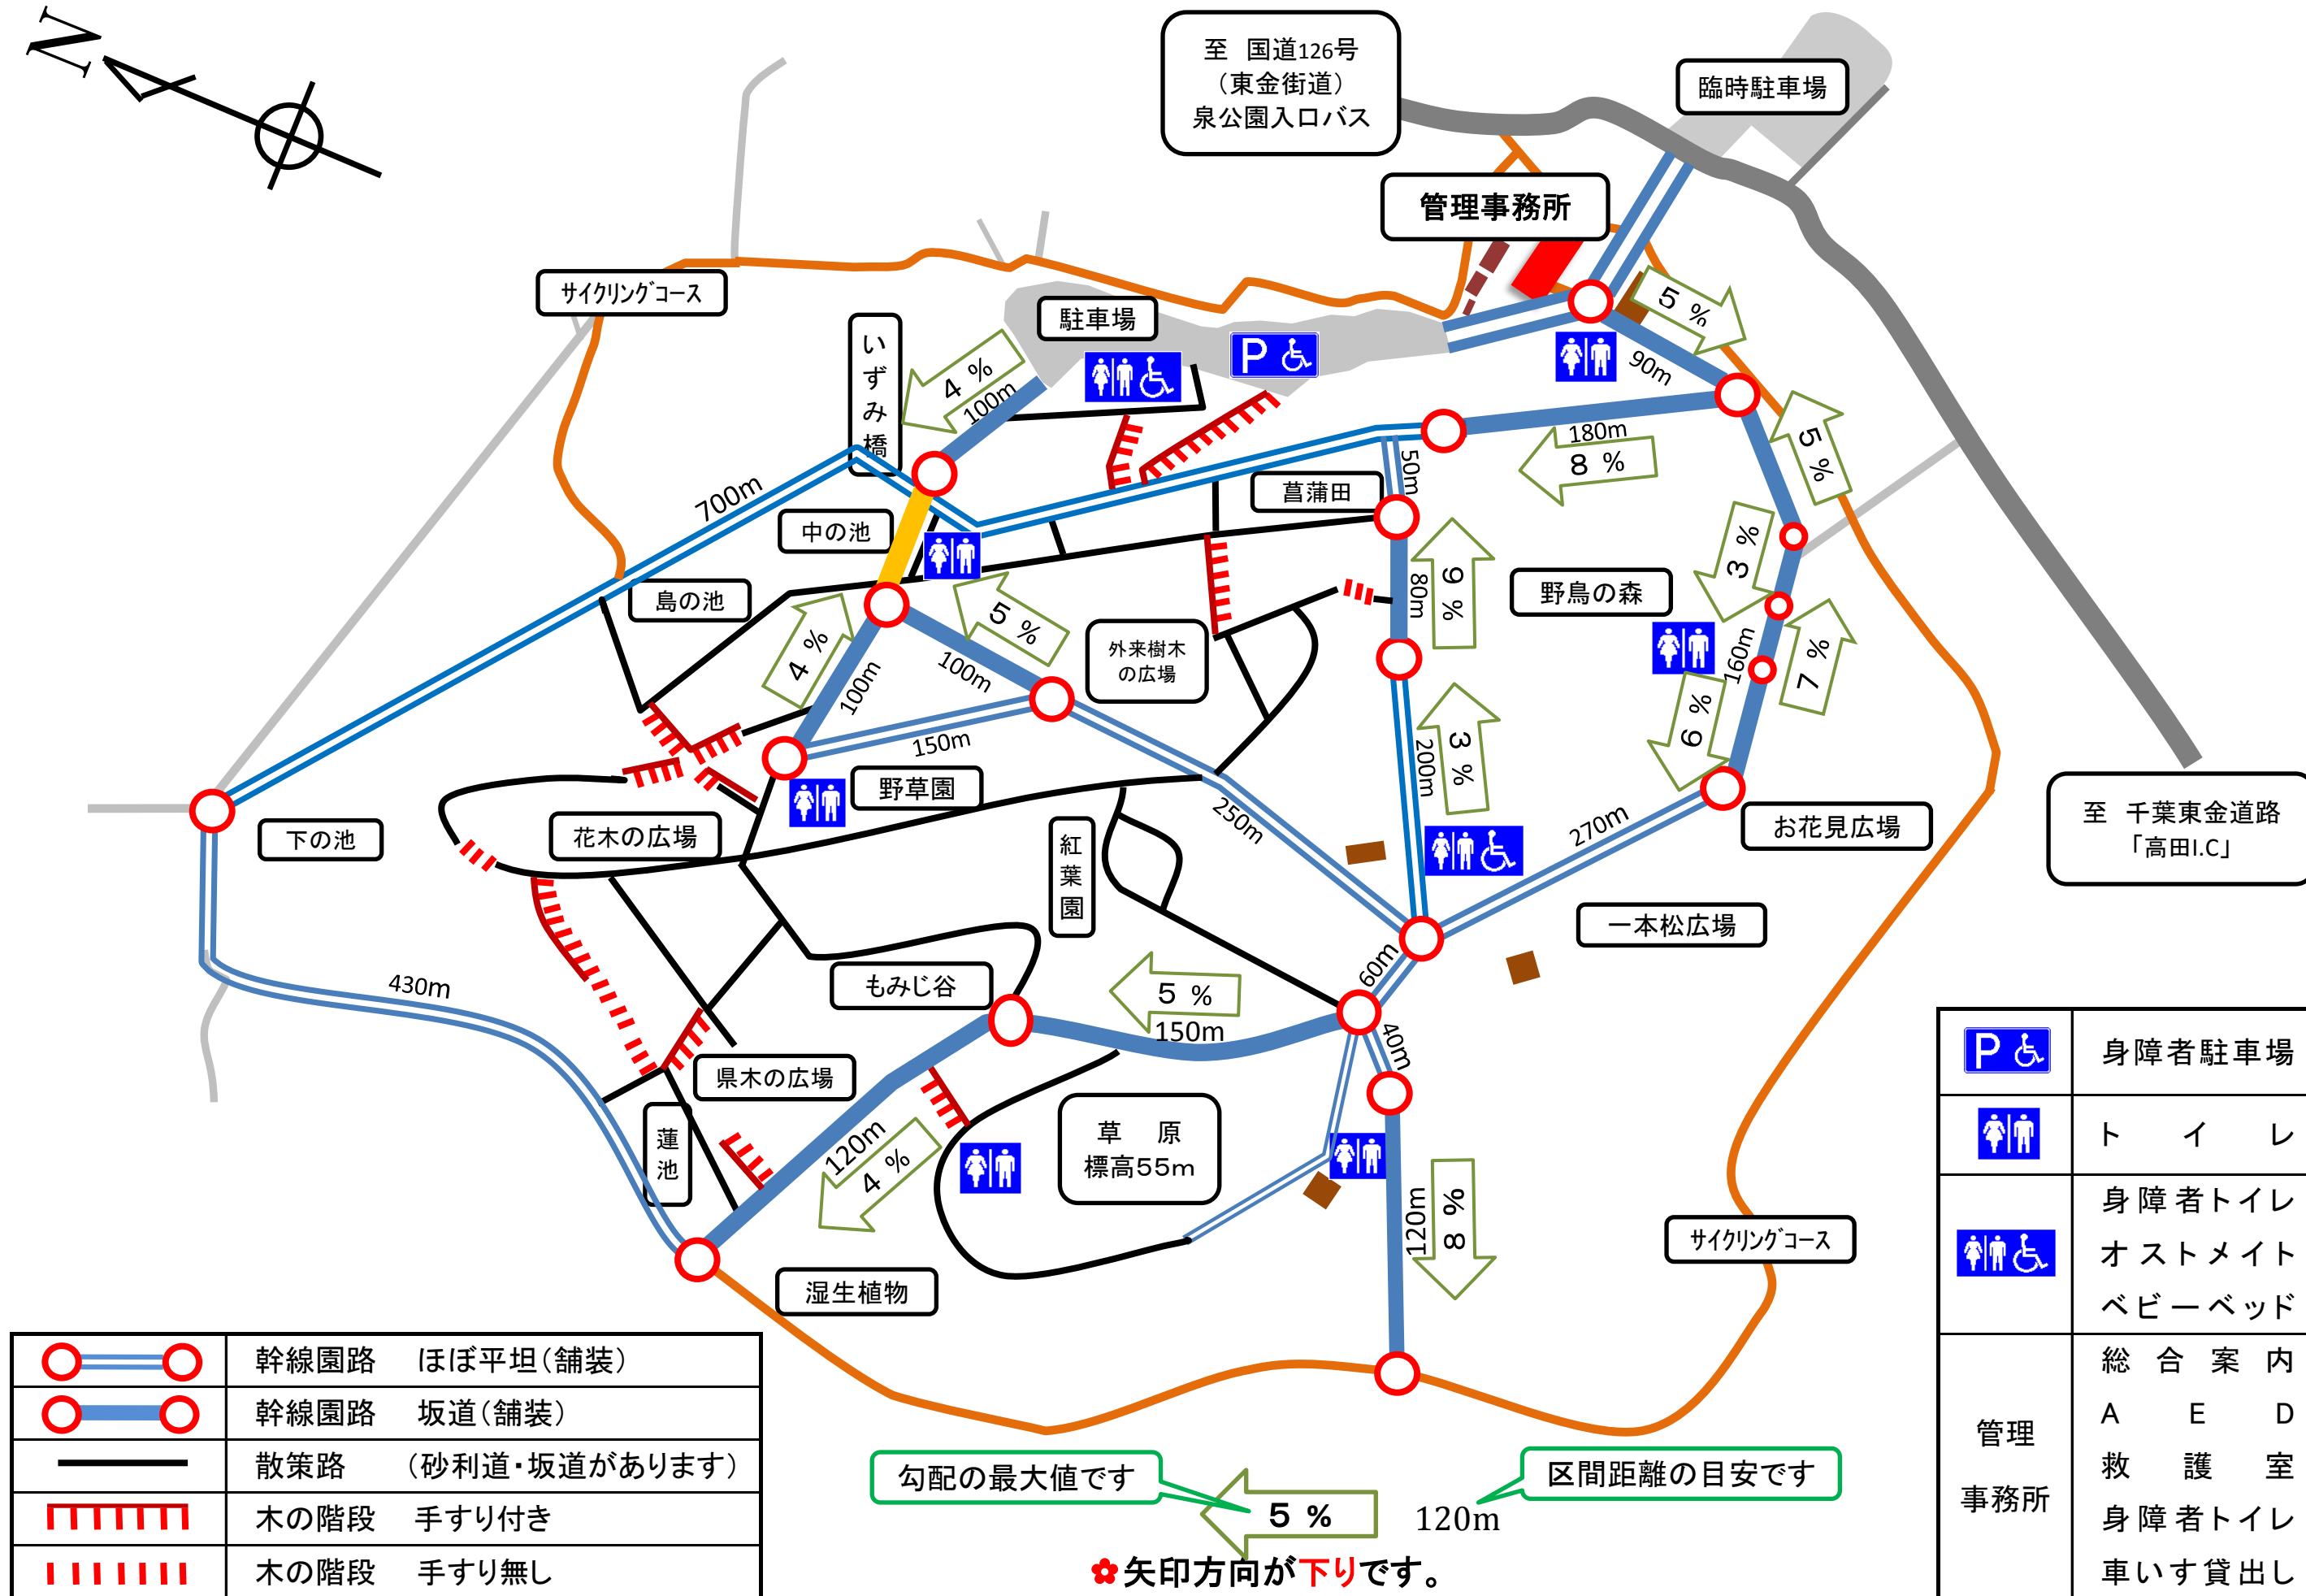 N
至　国道126号
（東金街道）
泉公園入口バス
臨時駐車場
管理事務所
サイクリングコース
駐車場
いずみ橋
P
4 %
100m
5 %
90m
180m
8 %
5 %
700m
中の池
菖蒲田
50m
島の池
4 %
100m
5 %
100m
外来樹木
の広場
80m
9 %
野鳥の森
3 %
160m
7 %
6 %
150m
野草園
200m
3 %
250m
270m
お花見広場
至　千葉東金道路
「高田I.C」
下の池
花木の広場
紅葉園
一本松広場
430m
もみじ谷
5 %
150m
60m
40m
県木の広場
蓮池
120m
4 %
草　原
標高５５ｍ
120m
8 %
サイクリングコース
湿生植物
幹線園路　ほぼ平坦（舗装）
幹線園路　坂道（舗装）
散策路　（砂利道・坂道があります）
木の階段　手すり付き
木の階段　手すり無し
勾配の最大値です
5 %
区間距離の目安です
120m
✿矢印方向が下りです。
P
身障者駐車場
トイレ
身障者トイレ
オストメイト
ベビーベッド
管理
事務所
総合案内
AED
救護室
身障者トイレ
車いす貸出し